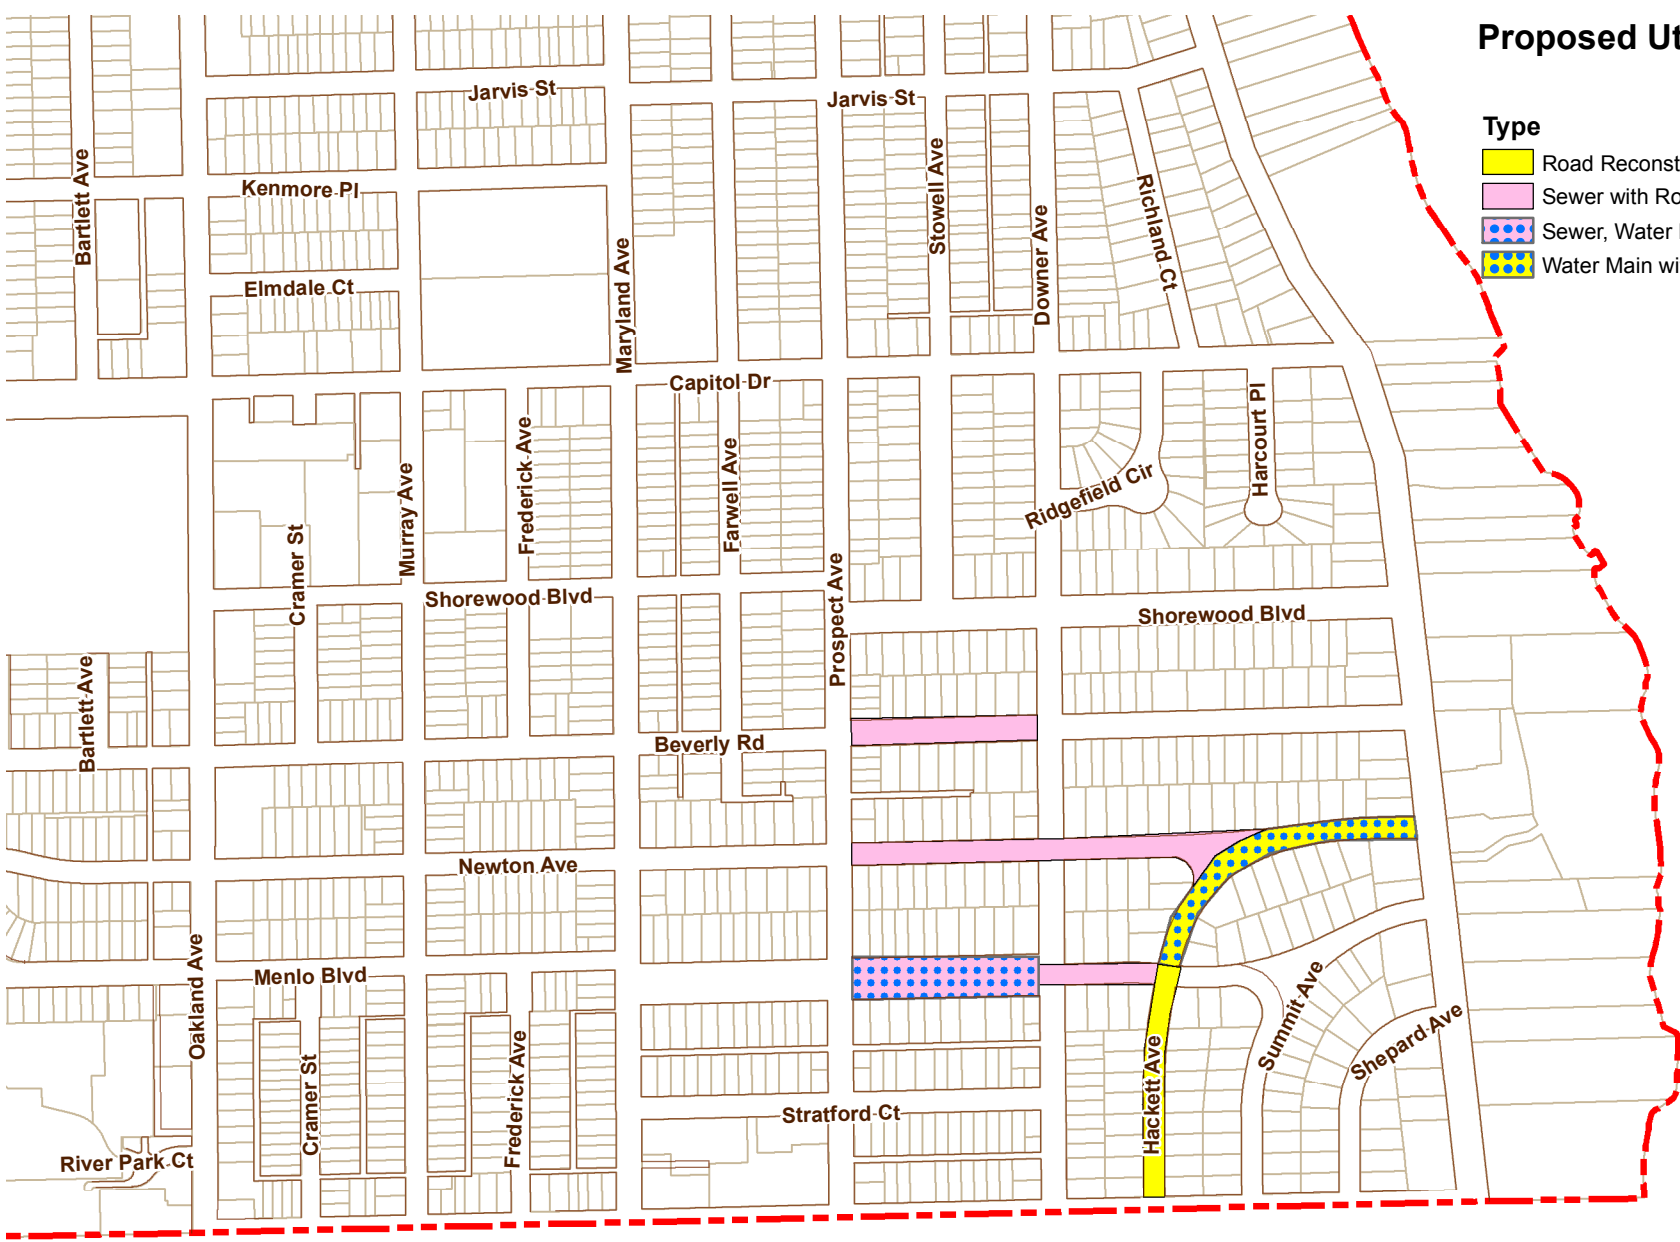 Proposed Ut
Type
Road Reconst
Sewer with Ro
Sewer, Water
Water Main wi
Jarvis St
Jarvis St
Bartlett Ave
Kenmore Pl
Stowell Ave
Richland Ct
Downer Ave
Maryland Ave
Elmdale Ct
Capitol Dr
Harcourt Pl
Frederick Ave
Farwell Ave
Murray Ave
Ridgefield Cir
Cramer St
Prospect Ave
Shorewood Blvd
Shorewood Blvd
Bartlett Ave
Beverly Rd
Newton Ave
Oakland Ave
Menlo Blvd
Summit Ave
Shepard Ave
Cramer St
Frederick Ave
Hackett Ave
Stratford Ct
River Park Ct